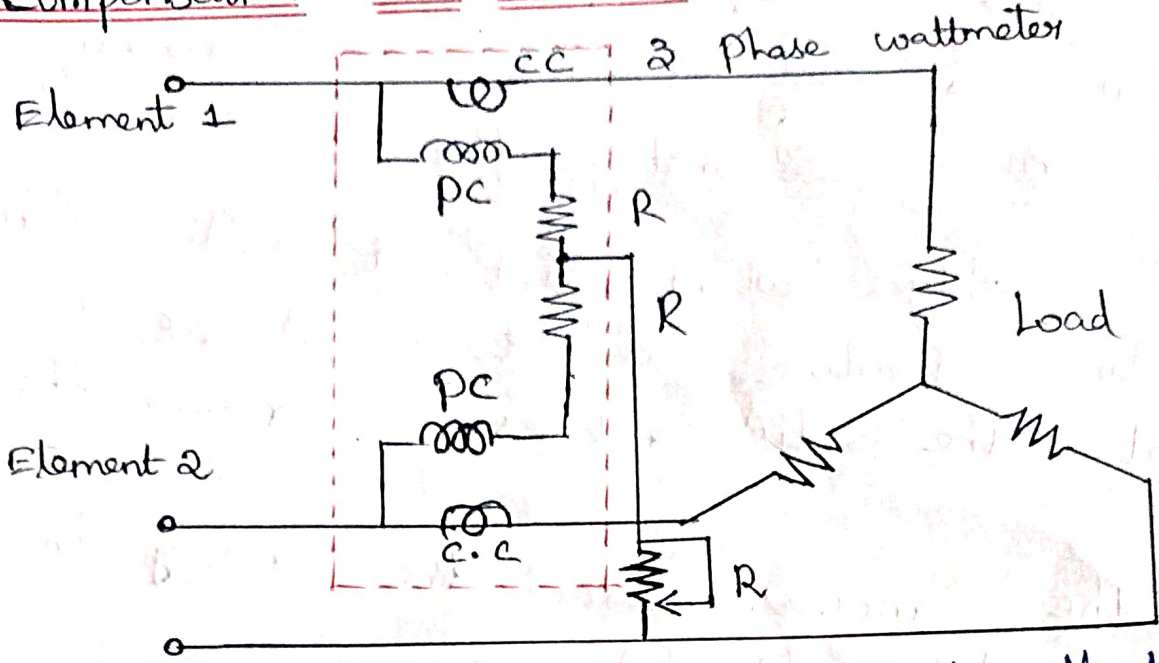 CC 3 Phase wattmeter
Element 1
PC
R
R
Load
PC
Element 2
C.C
R